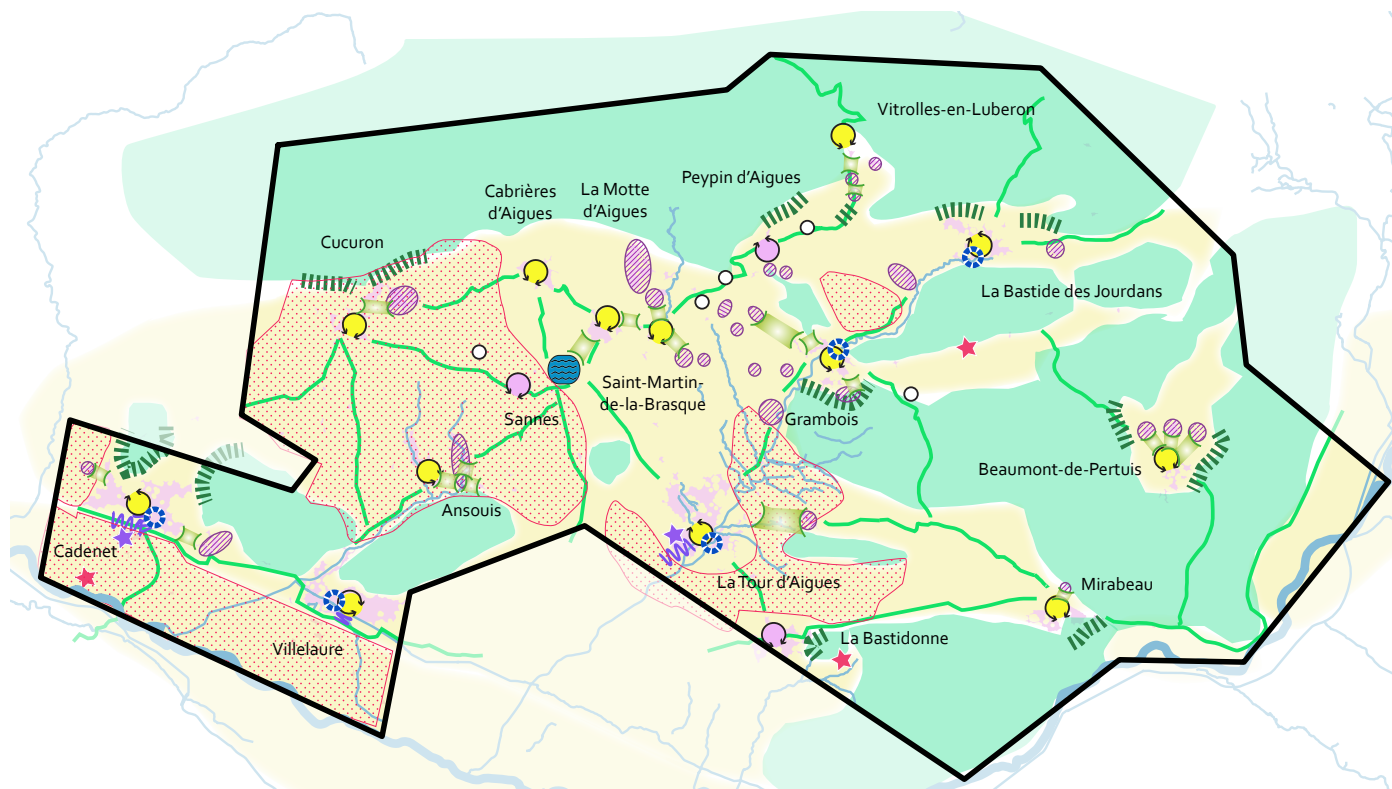 Vitrolles-en-Luberon
Peypin d’Aigues
Cabrières
d’Aigues
La Motte
d’Aigues
Cucuron
La Bastide des Jourdans
Saint-Martin-
de-la-Brasque
Sannes
Grambois
Beaumont-de-Pertuis
Ansouis
Cadenet
La Tour d’Aigues
Mirabeau
La Bastidonne
Villelaure